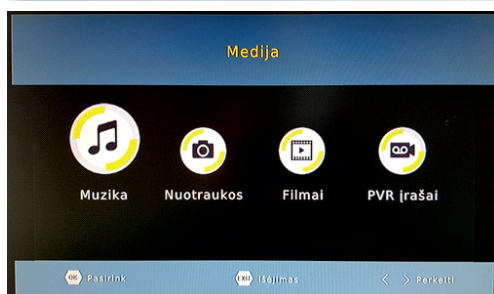 Medija
Muzika Nuotraukos Filmai PVR įrašai
OK Pasirink EXIT Išėjimas < > Perkelti